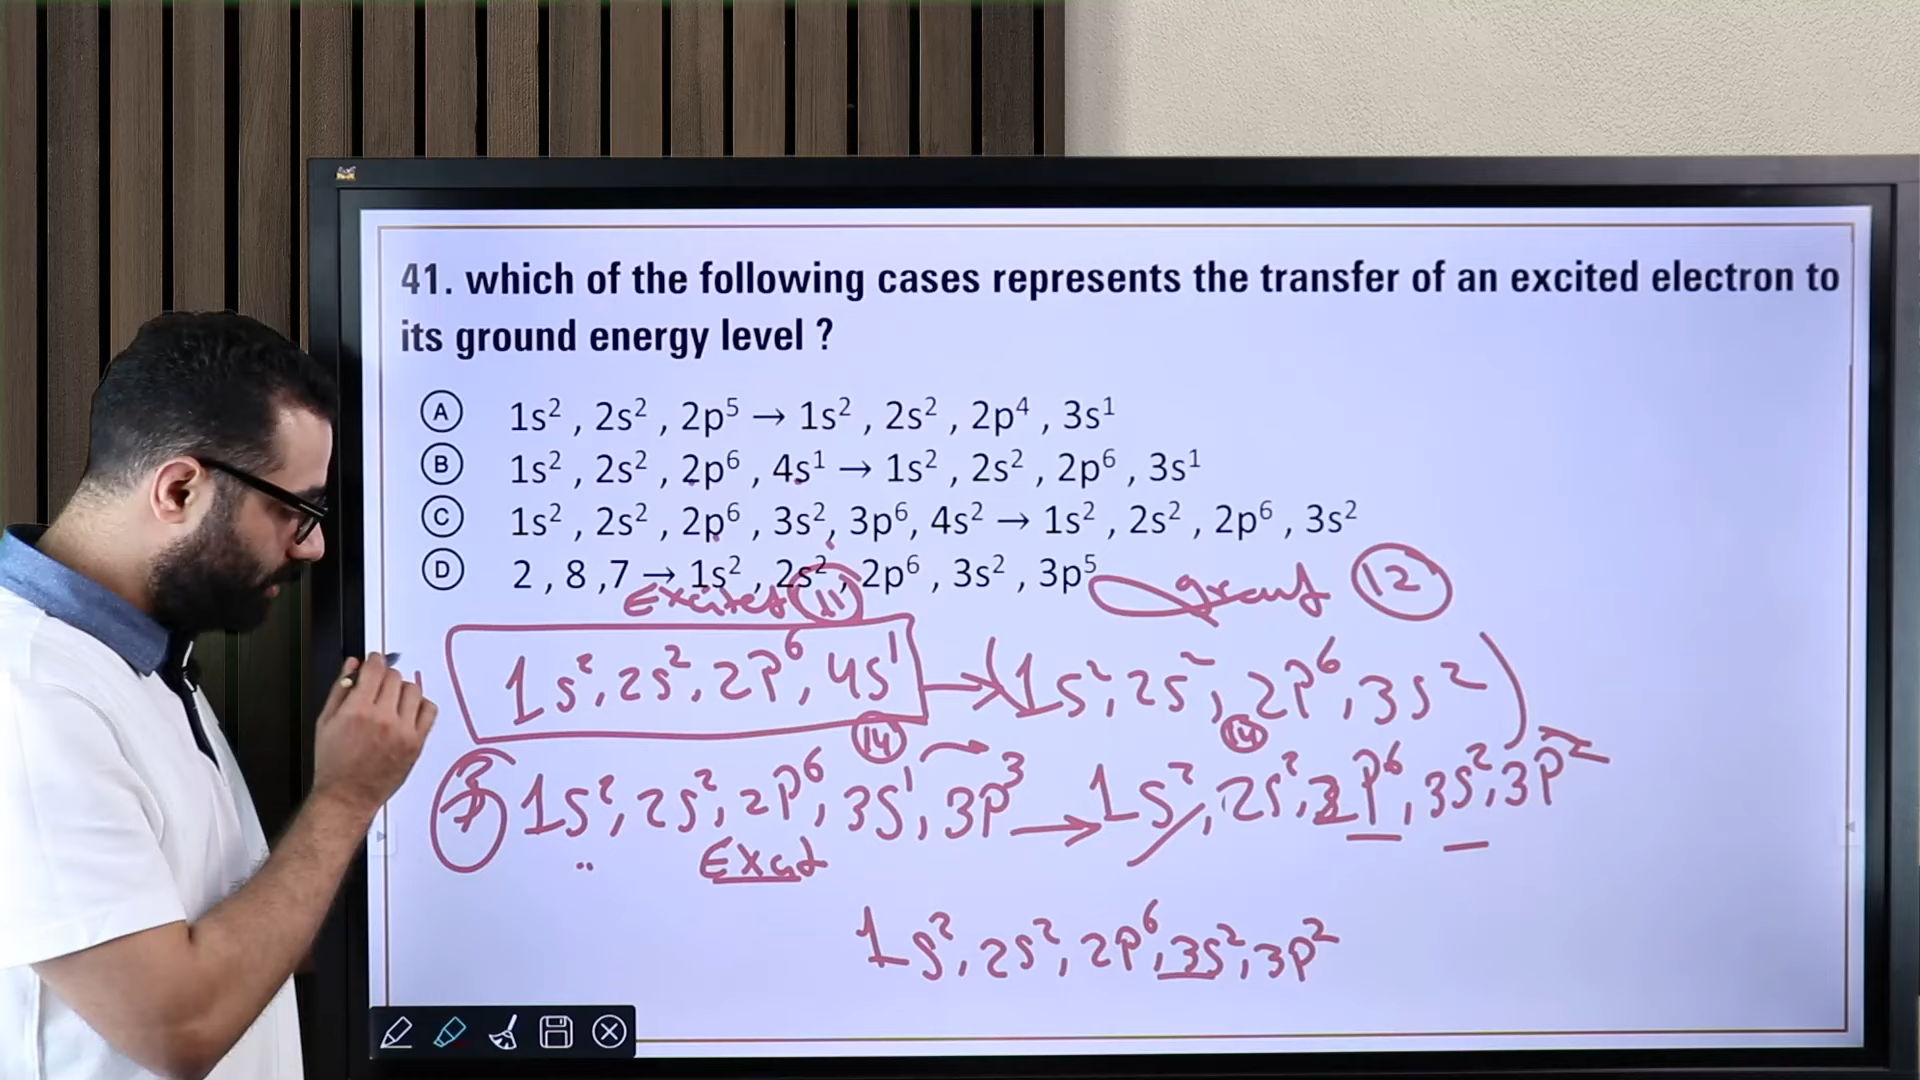 41. which of the following cases represents the transfer of an excited electron to
its ground energy level ?
A 1s² , 2s² , 2p⁵ → 1s² , 2s² , 2p⁴ , 3s¹
B 1s² , 2s² , 2p⁶ , 4s¹ → 1s² , 2s² , 2p⁶ , 3s¹
C 1s² , 2s² , 2p⁶ , 3s², 3p⁶, 4s² → 1s² , 2s² , 2p⁶ , 3s²
D 2 , 8 ,7 → 1s² , 2s² , 2p⁶ , 3s² , 3p⁵
11 12
1s², 2s², 2p⁶, 4s¹ → (1s², 2s², 2p⁶, 3s²)
14 14
1s², 2s², 2p⁶, 3s¹, 3p³ → 1s², 2s², 2p⁶, 3s², 3p²
1s², 2s², 2p⁶, 3s², 3p²